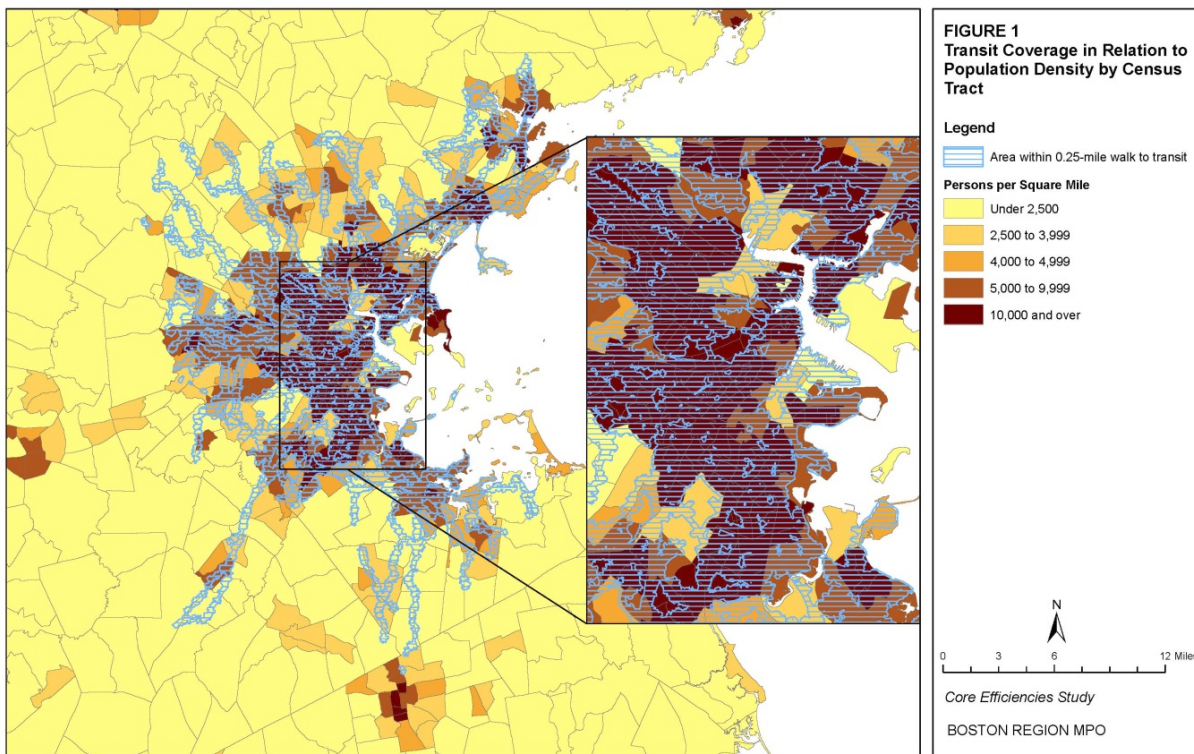 FIGURE 1
Transit Coverage in Relation to
Population Density by Census
Tract
Legend
Area within 0.25-mile walk to transit
Persons per Square Mile
Under 2,500
2,500 to 3,999
4,000 to 4,999
5,000 to 9,999
10,000 and over
N
0 3 6 12 Miles
Core Efficiencies Study
BOSTON REGION MPO